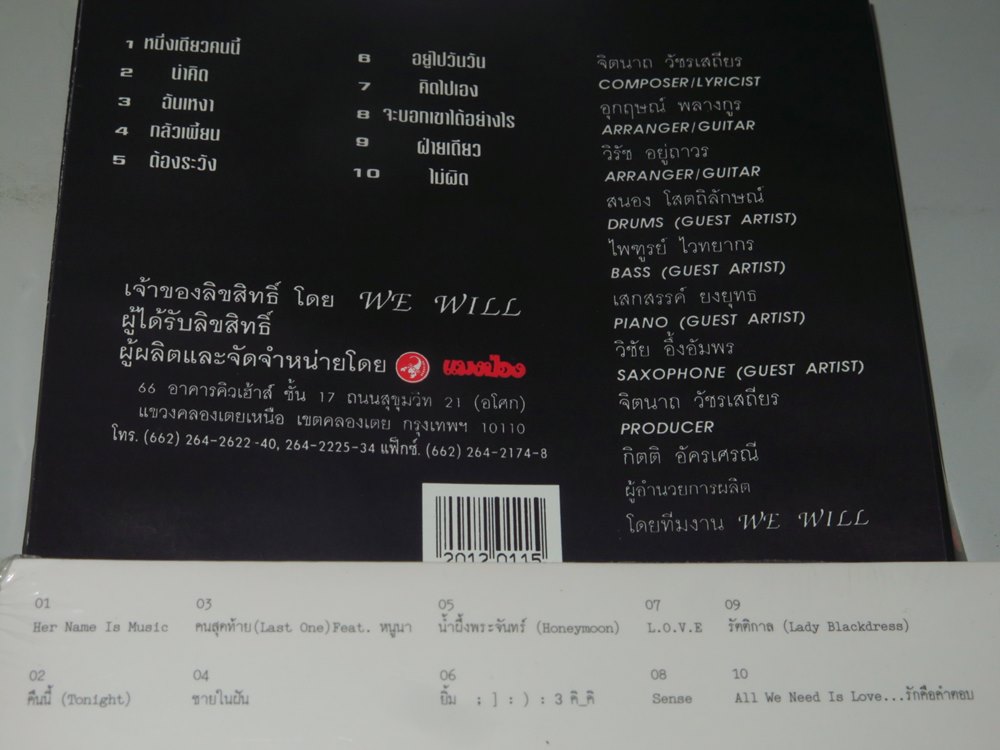 1 หนึ่งเดียวคนนี้
2 น่าคิด
3 ฉันเหงา
4 กลัวเพี้ยน
5 ต้องระวัง
6 อยู่ไปวันวัน
7 คิดไปเอง
8 จะบอกเขาได้อย่างไร
9 ฝ่ายเดียว
10 ไม่ผิด
จิตนาถ วัชรเสถียร
COMPOSER/LYRICIST
อุกฤษณ์ พลางกูร
ARRANGER/GUITAR
วิรัช อยู่ถาวร
ARRANGER/GUITAR
สนอง โสตถิลักษณ์
DRUMS (GUEST ARTIST)
ไพฑูรย์ ไวทยากร
BASS (GUEST ARTIST)
เสกสรรค์ ยงยุทธ
PIANO (GUEST ARTIST)
วิชัย อึ้งอัมพร
SAXOPHONE (GUEST ARTIST)
จิตนาถ วัชรเสถียร
PRODUCER
กิตติ อัครเศรณี
ผู้อำนวยการผลิต
โดยทีมงาน WE WILL
เจ้าของลิขสิทธิ์ โดย WE WILL
ผู้ได้รับลิขสิทธิ์
ผู้ผลิตและจัดจำหน่ายโดย แมงป่อง
66 อาคารคิวเฮ้าส์ ชั้น 17 ถนนสุขุมวิท 21 (อโศก)
แขวงคลองเตยเหนือ เขตคลองเตย กรุงเทพฯ 10110
โทร. (662) 264-2622-40, 264-2225-34 แฟ็กซ์. (662) 264-2174-8
2012 0115
01
Her Name Is Music
02
คืนนี้ (Tonight)
03
คนสุดท้าย(Last One)Feat. หนูนา
04
ชายในฝัน
05
น้ำผึ้งพระจันทร์ (Honeymoon)
06
ยิ้ม ; ] : ) : 3 คิ_คิ
07
L.O.V.E
08
Sense
09
รัตติกาล (Lady Blackdress)
10
All We Need Is Love...รักคือคำตอบ